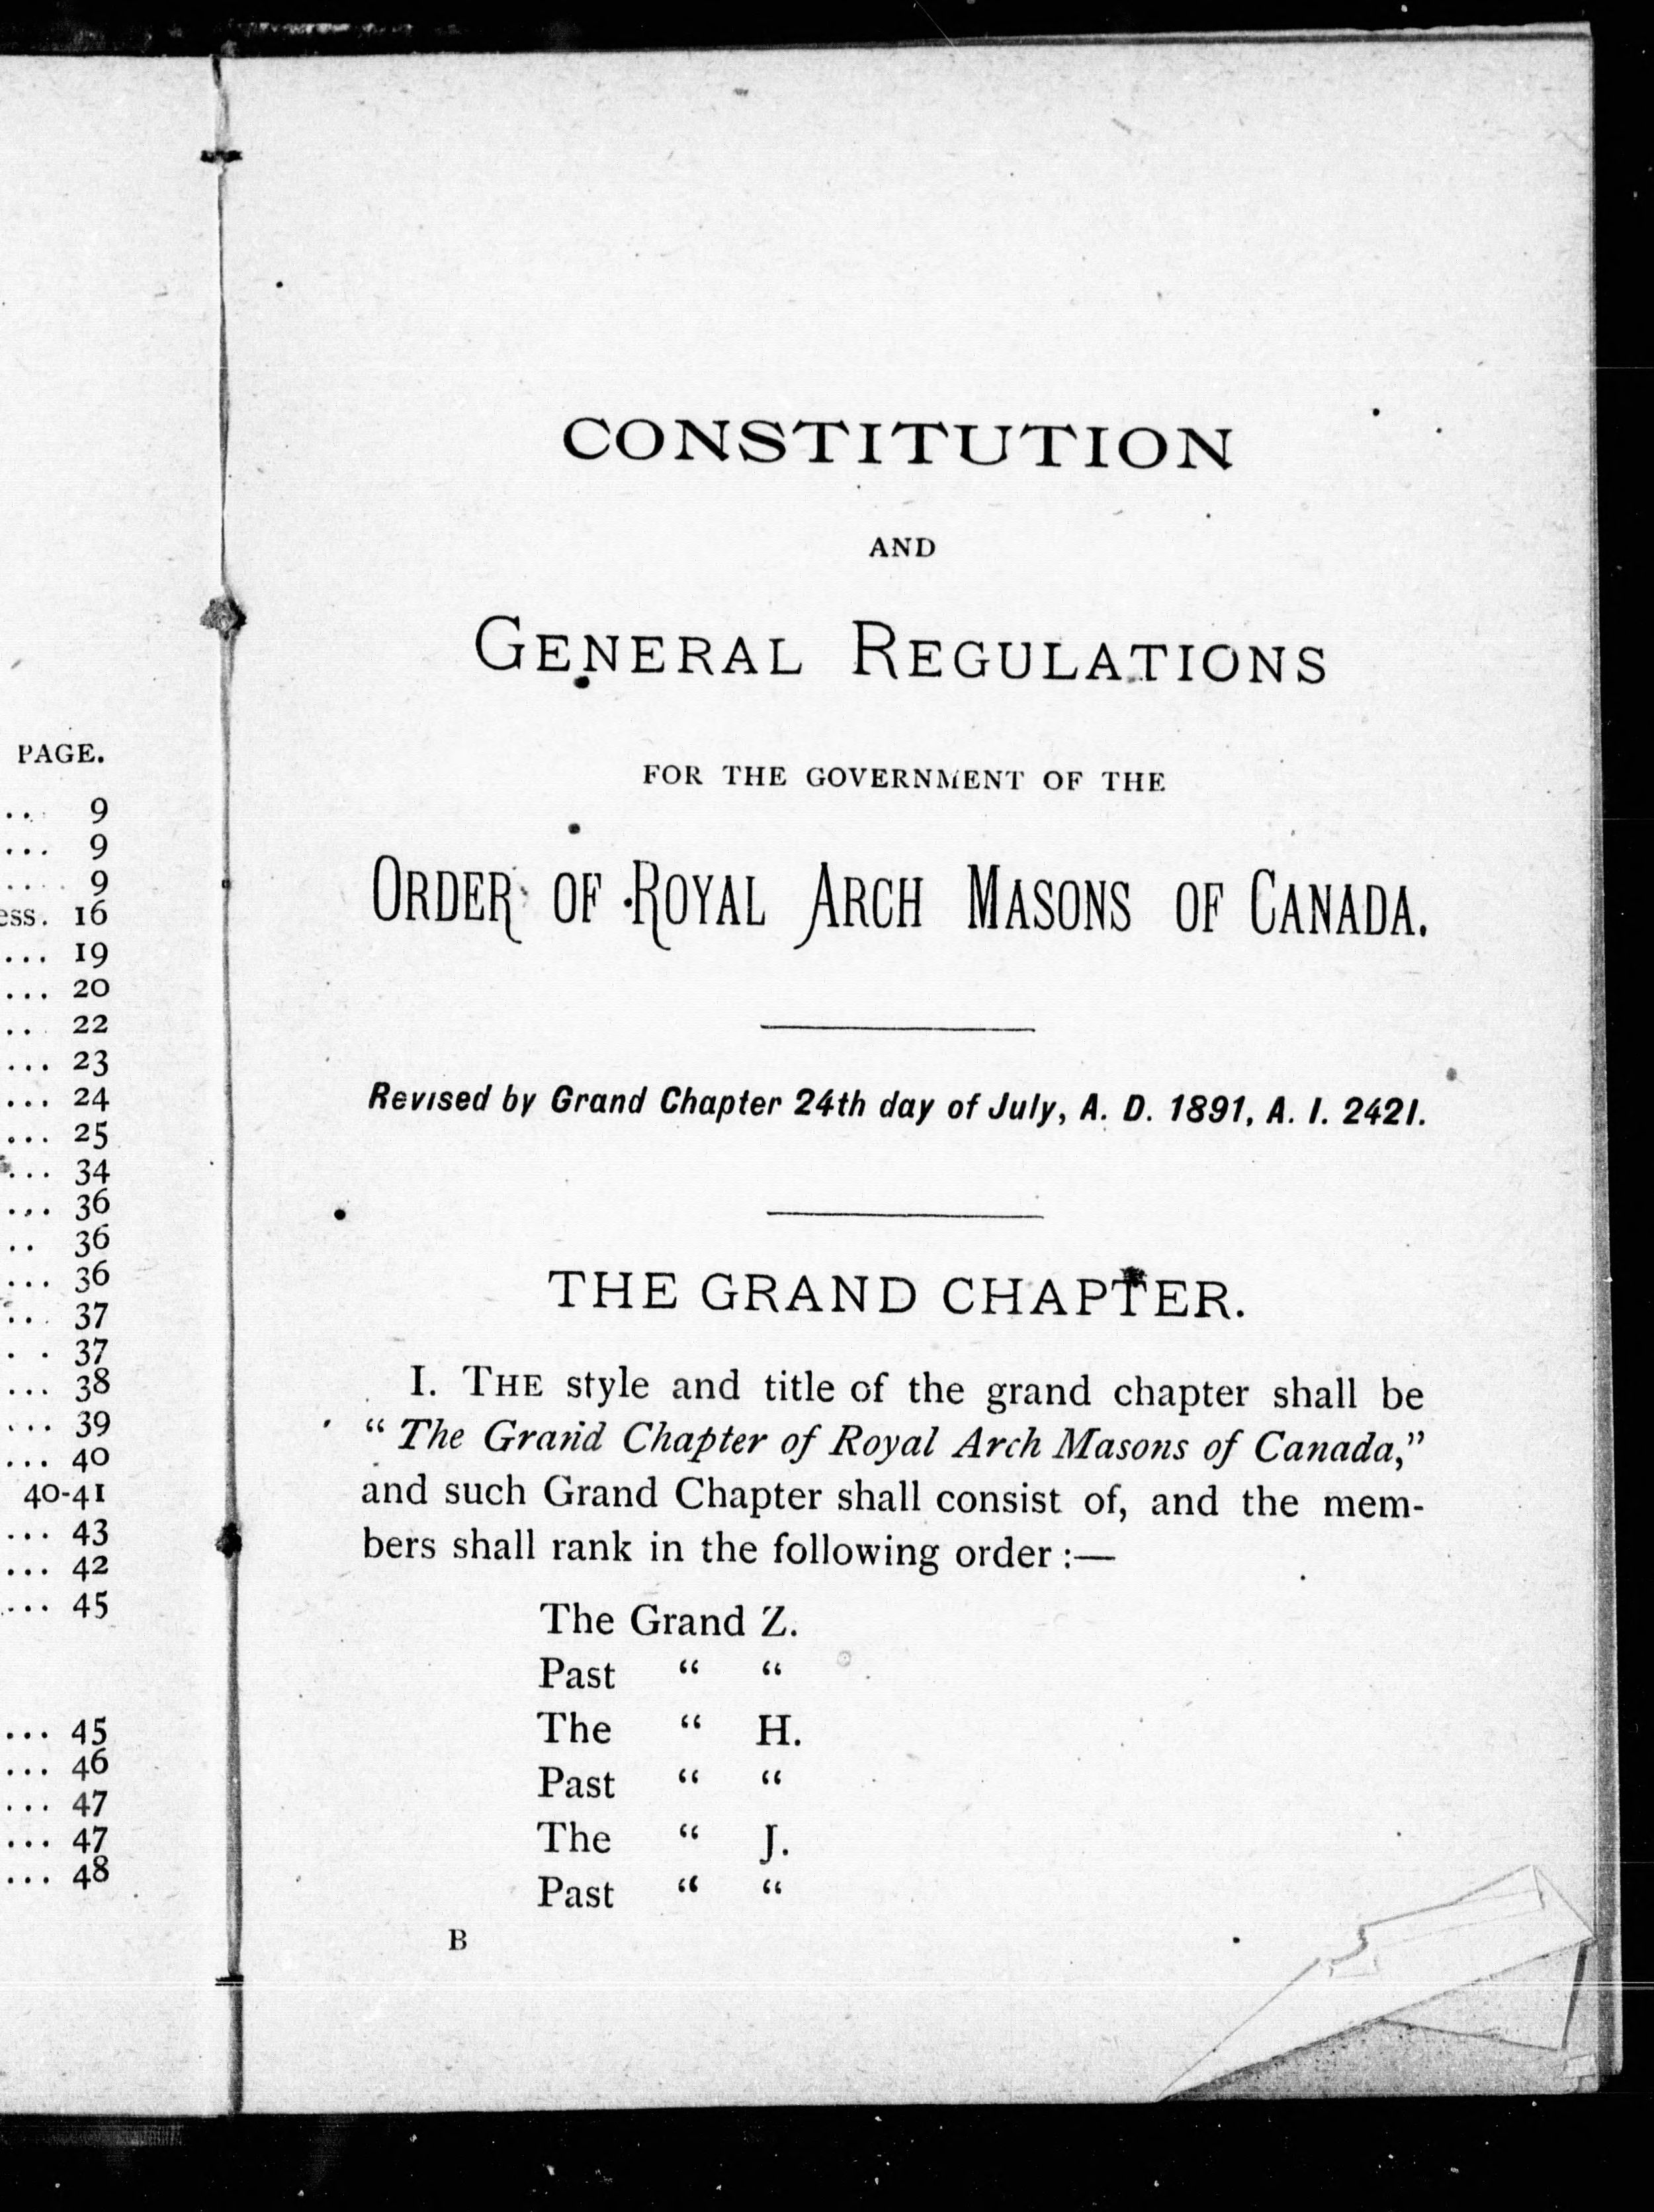 PAGE.
... 9
... 9
.... 9
ess. 16
... 19
... 20
.. 22
... 23
... 24
... 25
... 34
... 36
.. 36
... 36
... 37
. . 37
... 38
... 39
... 40
40-41
... 43
... 42
.... 45
... 45
... 46
... 47
... 47
... 48
CONSTITUTION
AND
GENERAL REGULATIONS
FOR THE GOVERNMENT OF THE
ORDER OF ROYAL ARCH MASONS OF CANADA.
Revised by Grand Chapter 24th day of July, A. D. 1891, A. I. 2421.
THE GRAND CHAPTER.
I. THE style and title of the grand chapter shall be
“ The Grand Chapter of Royal Arch Masons of Canada,”
and such Grand Chapter shall consist of, and the mem-
bers shall rank in the following order :—
The Grand Z.
Past “ “
The “ H.
Past “ “
The “ J.
Past “ “
B